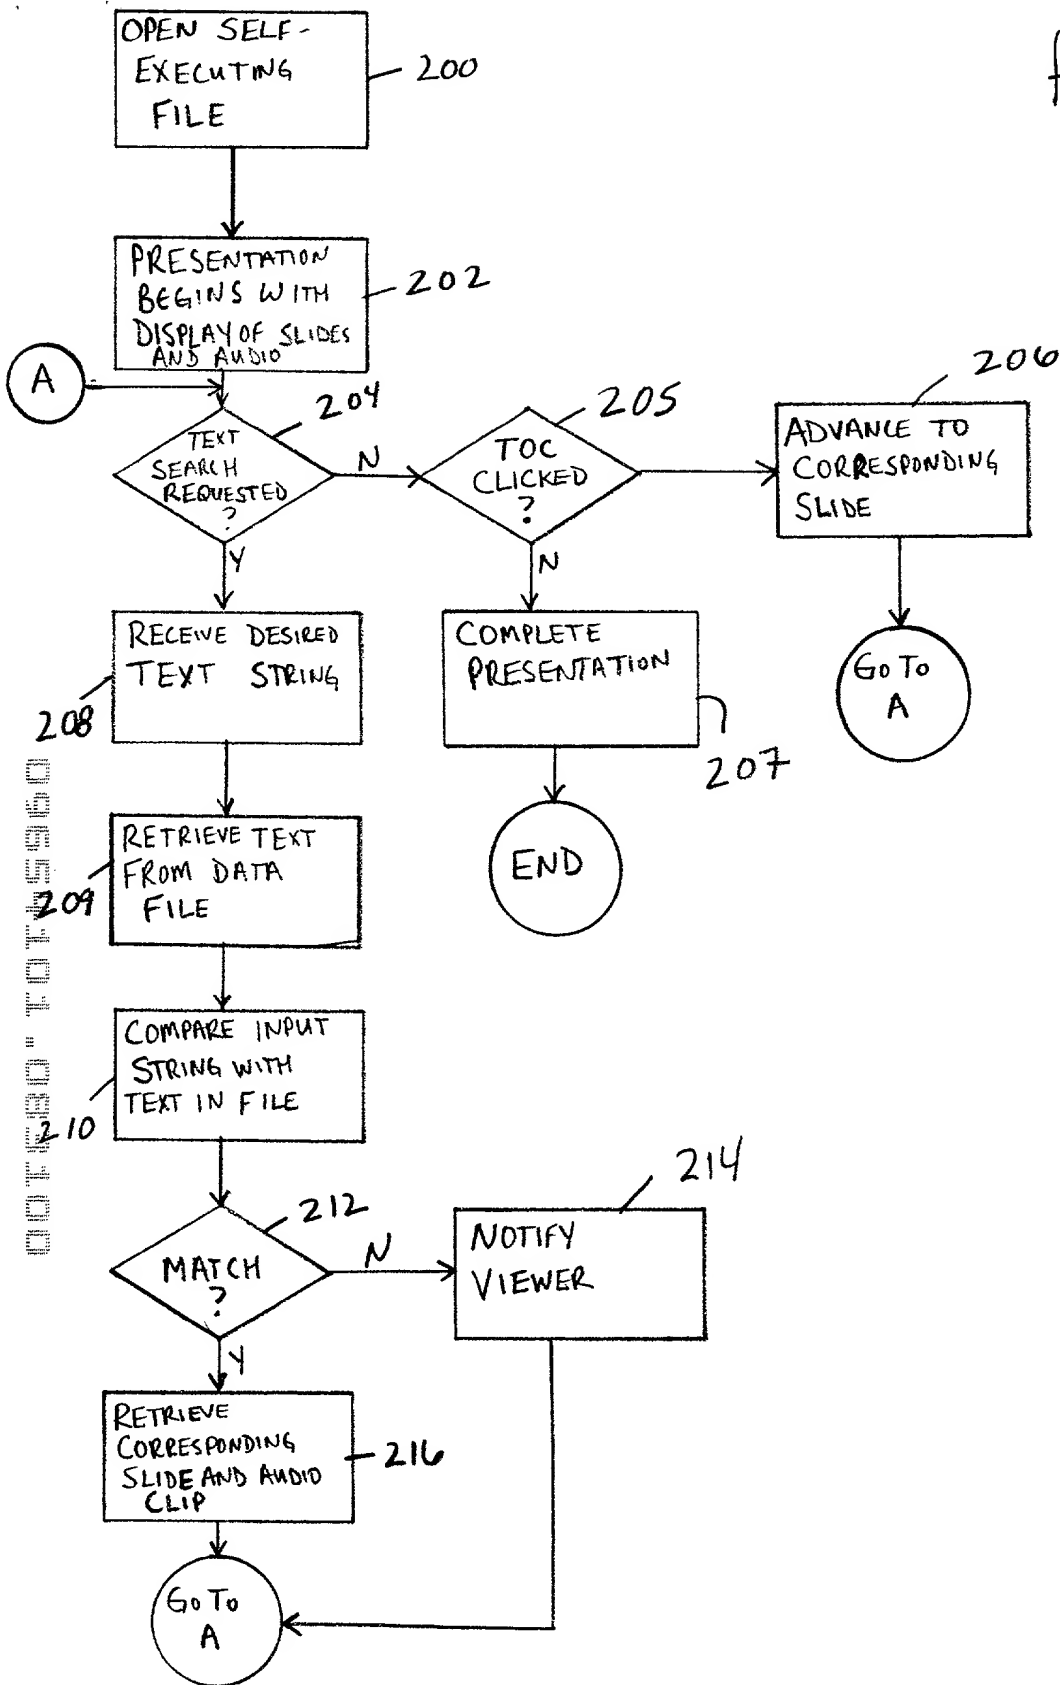 OPEN SELF-
EXECUTING
FILE
200
PRESENTATION
BEGINS WITH
DISPLAY OF SLIDES
AND AUDIO
202
A
204
TEXT
SEARCH
REQUESTED
?
N
205
TOC
CLICKED
?
206
ADVANCE TO
CORRESPONDING
SLIDE
Y
N
RECEIVE DESIRED
TEXT STRING
208
COMPLETE
PRESENTATION
207
GO TO
A
RETRIEVE TEXT
FROM DATA
FILE
209
END
COMPARE INPUT
STRING WITH
TEXT IN FILE
210
212
MATCH
?
N
214
NOTIFY
VIEWER
Y
RETRIEVE
CORRESPONDING
SLIDE AND AUDIO
CLIP
216
GO TO
A